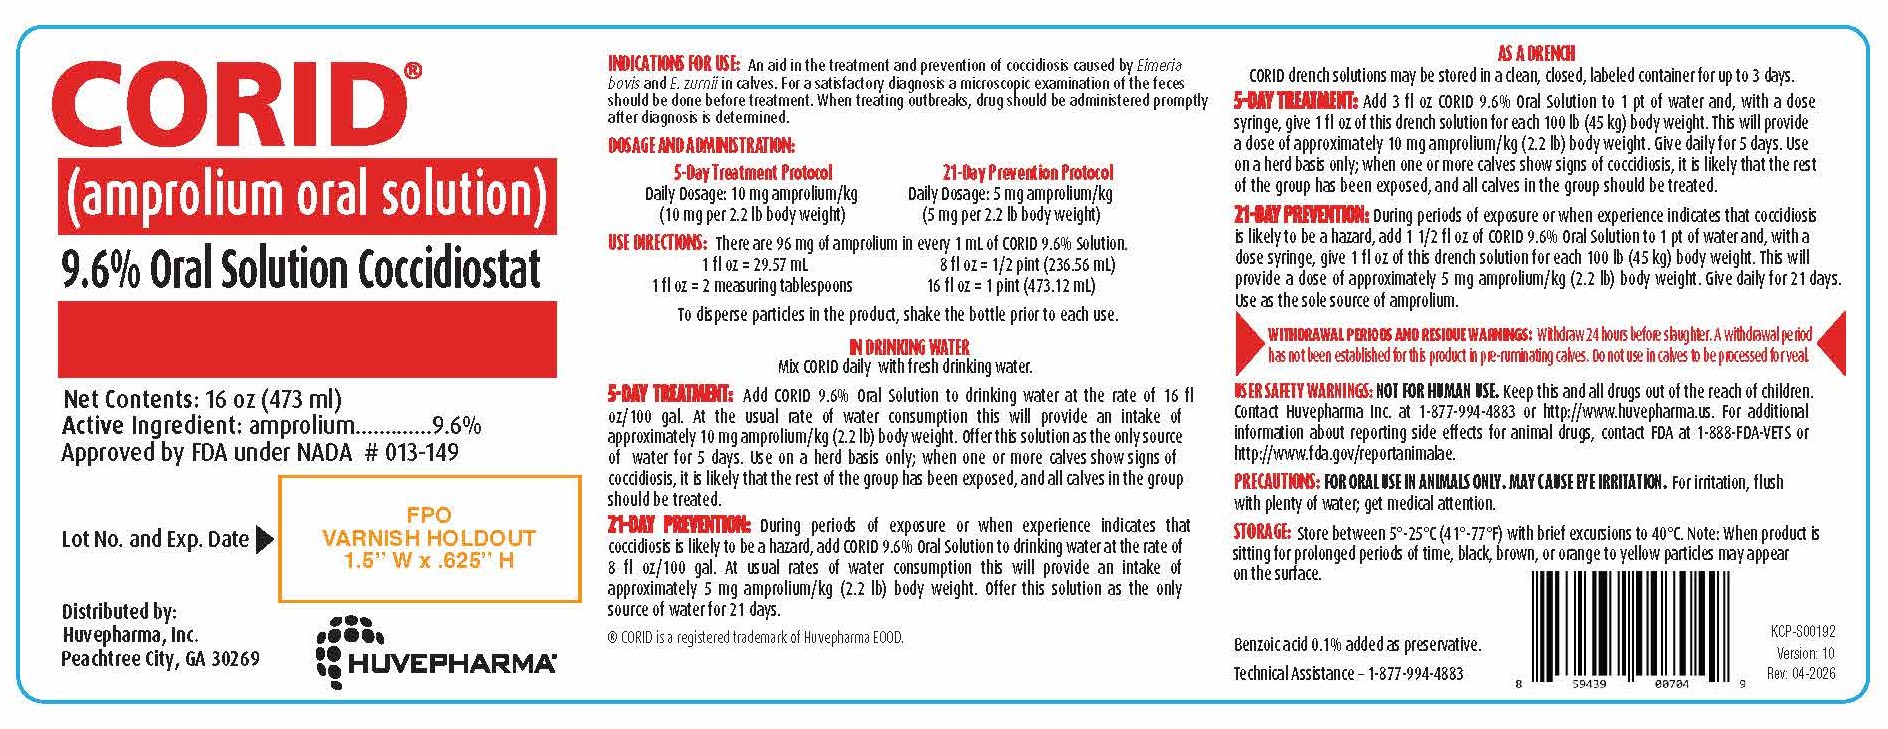 CORID®
(amprolium oral solution)
9.6% Oral Solution Coccidiostat
Net Contents: 16 oz (473 ml)
Active Ingredient: amprolium.............9.6%
Approved by FDA under NADA # 013-149
Lot No. and Exp. Date
FPO
VARNISH HOLDOUT
1.5" W x .625" H
Distributed by:
Huvepharma, Inc.
Peachtree City, GA 30269
HUVEPHARMA
INDICATIONS FOR USE: An aid in the treatment and prevention of coccidiosis caused by Eimeria
bovis and E. zurnii in calves. For a satisfactory diagnosis a microscopic examination of the feces
should be done before treatment. When treating outbreaks, drug should be administered promptly
after diagnosis is determined.
DOSAGE AND ADMINISTRATION:
5-Day Treatment Protocol
Daily Dosage: 10 mg amprolium/kg
(10 mg per 2.2 lb body weight)
21-Day Prevention Protocol
Daily Dosage: 5 mg amprolium/kg
(5 mg per 2.2 lb body weight)
USE DIRECTIONS: There are 96 mg of amprolium in every 1 mL of CORID 9.6% Solution.
1 fl oz = 29.57 mL 8 fl oz = 1/2 pint (236.56 mL)
1 fl oz = 2 measuring tablespoons 16 fl oz = 1 pint (473.12 mL)
To disperse particles in the product, shake the bottle prior to each use.
IN DRINKING WATER
Mix CORID daily with fresh drinking water.
5-DAY TREATMENT: Add CORID 9.6% Oral Solution to drinking water at the rate of 16 fl
oz/100 gal. At the usual rate of water consumption this will provide an intake of
approximately 10 mg amprolium/kg (2.2 lb) body weight. Offer this solution as the only source
of water for 5 days. Use on a herd basis only; when one or more calves show signs of
coccidiosis, it is likely that the rest of the group has been exposed, and all calves in the group
should be treated.
21-DAY PREVENTION: During periods of exposure or when experience indicates that
coccidiosis is likely to be a hazard, add CORID 9.6% Oral Solution to drinking water at the rate of
8 fl oz/100 gal. At usual rates of water consumption this will provide an intake of
approximately 5 mg amprolium/kg (2.2 lb) body weight. Offer this solution as the only
source of water for 21 days.
® CORID is a registered trademark of Huvepharma EOOD.
AS A DRENCH
CORID drench solutions may be stored in a clean, closed, labeled container for up to 3 days.
5-DAY TREATMENT: Add 3 fl oz CORID 9.6% Oral Solution to 1 pt of water and, with a dose
syringe, give 1 fl oz of this drench solution for each 100 lb (45 kg) body weight. This will provide
a dose of approximately 10 mg amprolium/kg (2.2 lb) body weight. Give daily for 5 days. Use
on a herd basis only; when one or more calves show signs of coccidiosis, it is likely that the rest
of the group has been exposed, and all calves in the group should be treated.
21-DAY PREVENTION: During periods of exposure or when experience indicates that coccidiosis
is likely to be a hazard, add 1 1/2 fl oz of CORID 9.6% Oral Solution to 1 pt of water and, with a
dose syringe, give 1 fl oz of this drench solution for each 100 lb (45 kg) body weight. This will
provide a dose of approximately 5 mg amprolium/kg (2.2 lb) body weight. Give daily for 21 days.
Use as the sole source of amprolium.
WITHDRAWAL PERIODS AND RESIDUE WARNINGS: Withdraw 24 hours before slaughter. A withdrawal period
has not been established for this product in pre-ruminating calves. Do not use in calves to be processed for veal.
USER SAFETY WARNINGS: NOT FOR HUMAN USE. Keep this and all drugs out of the reach of children.
Contact Huvepharma Inc. at 1-877-994-4883 or http://www.huvepharma.us. For additional
information about reporting side effects for animal drugs, contact FDA at 1-888-FDA-VETS or
http://www.fda.gov/reportanimalae.
PRECAUTIONS: FOR ORAL USE IN ANIMALS ONLY. MAY CAUSE EYE IRRITATION. For irritation, flush
with plenty of water; get medical attention.
STORAGE: Store between 5°-25°C (41°-77°F) with brief excursions to 40°C. Note: When product is
sitting for prolonged periods of time, black, brown, or orange to yellow particles may appear
on the surface.
Benzoic acid 0.1% added as preservative.
Technical Assistance – 1-877-994-4883
8 59439 00704 9
KCP-S00192
Version: 10
Rev: 04-2026